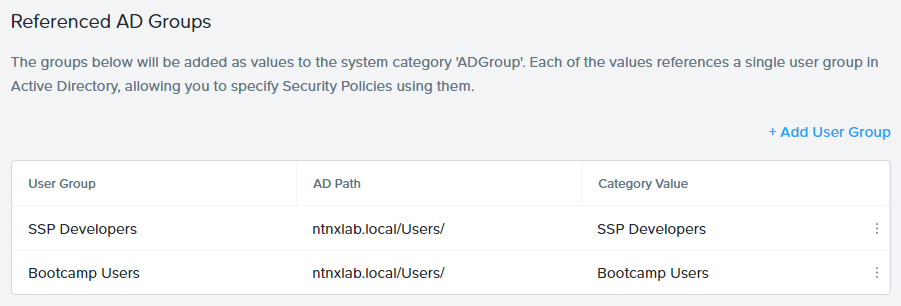 Referenced AD Groups
The groups below will be added as values to the system category 'ADGroup'. Each of the values references a single user group in
Active Directory, allowing you to specify Security Policies using them.
+ Add User Group
User Group AD Path Category Value
SSP Developers ntnxlab.local/Users/ SSP Developers
Bootcamp Users ntnxlab.local/Users/ Bootcamp Users